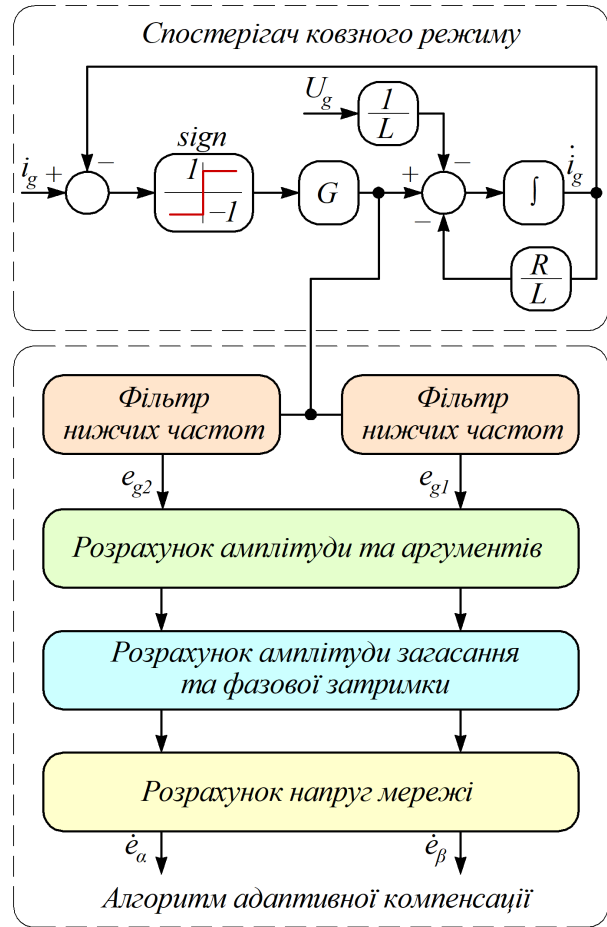 Спостерігач ковзного режиму
U_g
1
L
sign
i_g + −
1
−1
G
+ −
−
∫
i̇_g
R
L
Фільтр
нижчих частот
Фільтр
нижчих частот
e_g2
e_g1
Розрахунок амплітуди та аргументів
Розрахунок амплітуди загасання
та фазової затримки
Розрахунок напруг мережі
ė_α
ė_β
Алгоритм адаптивної компенсації